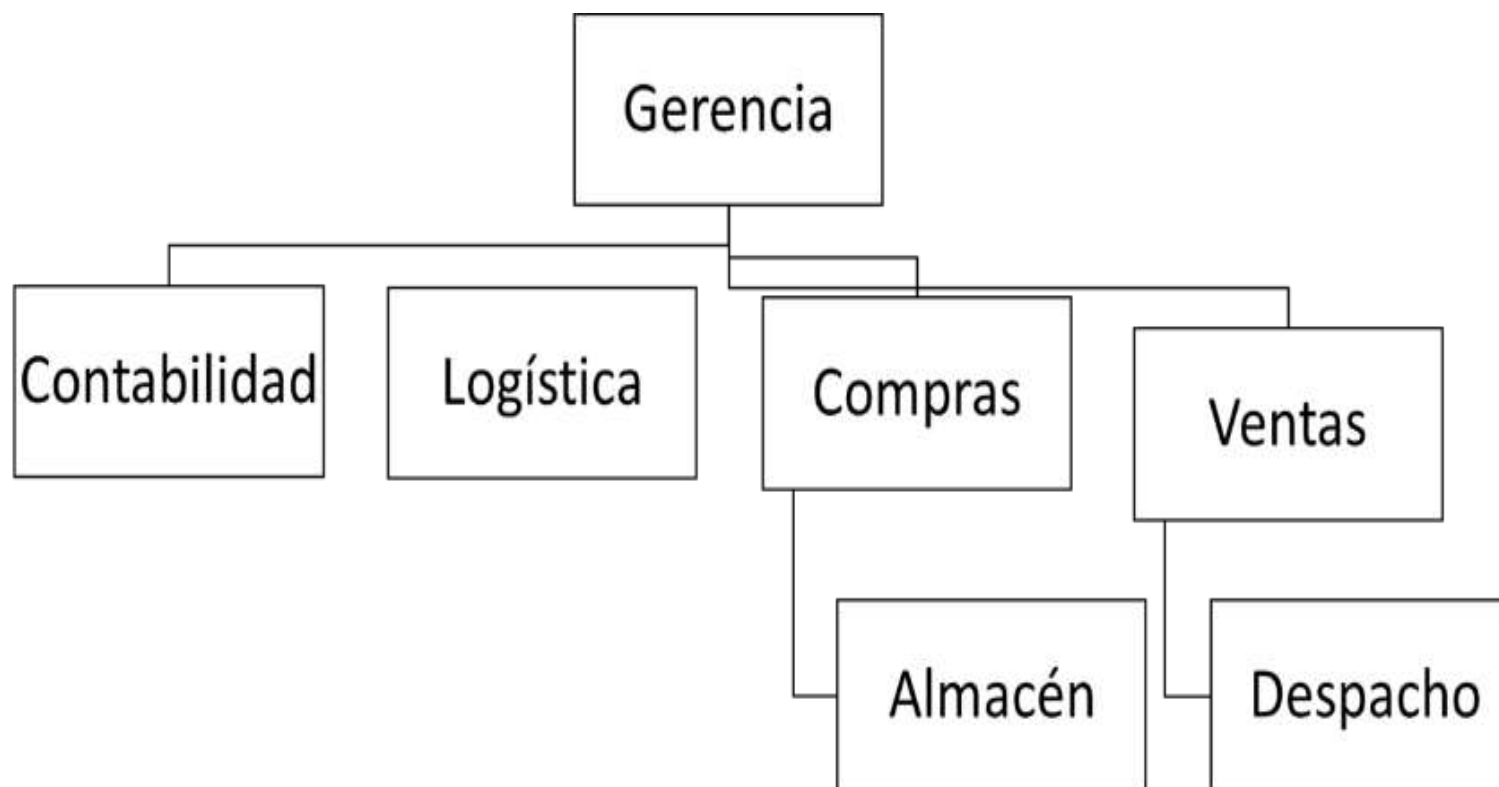 Gerencia
Contabilidad
Logística
Compras
Ventas
Almacén
Despacho